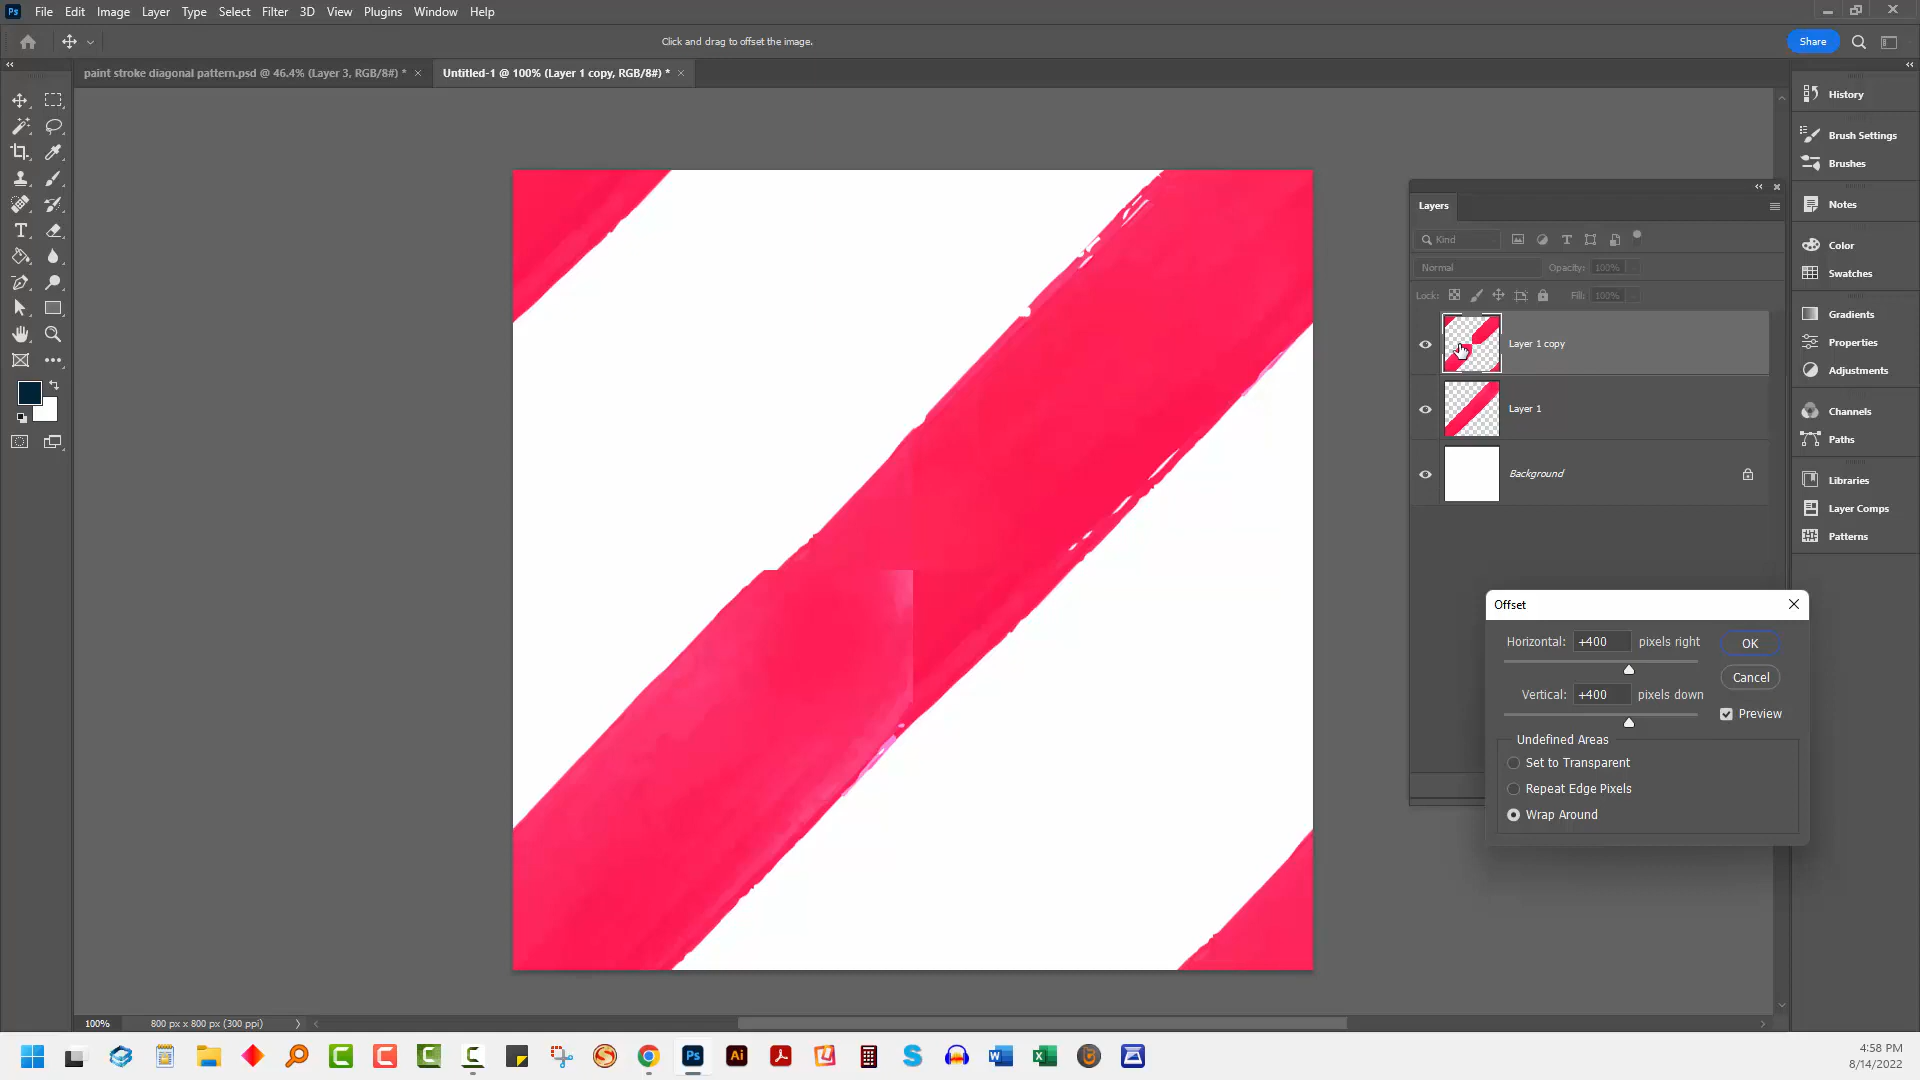 Ps File Edit Image Layer Type Select Filter 3D View Plugins Window Help
Click and drag to offset the image.
Share
paint stroke diagonal pattern.psd @ 46.4% (Layer 3, RGB/8#) *
Untitled-1 @ 100% (Layer 1 copy, RGB/8#) *
History
Brush Settings
Brushes
Notes
Color
Swatches
Gradients
Properties
Adjustments
Channels
Paths
Libraries
Layer Comps
Patterns
Layers
Kind
Normal Opacity: 100%
Lock: Fill: 100%
Layer 1 copy
Layer 1
Background
Offset
Horizontal: +400 pixels right
OK
Cancel
Vertical: +400 pixels down
Preview
Undefined Areas
Set to Transparent
Repeat Edge Pixels
Wrap Around
100% 800 px x 800 px (300 ppi)
Ps Ai
4:58 PM
8/14/2022